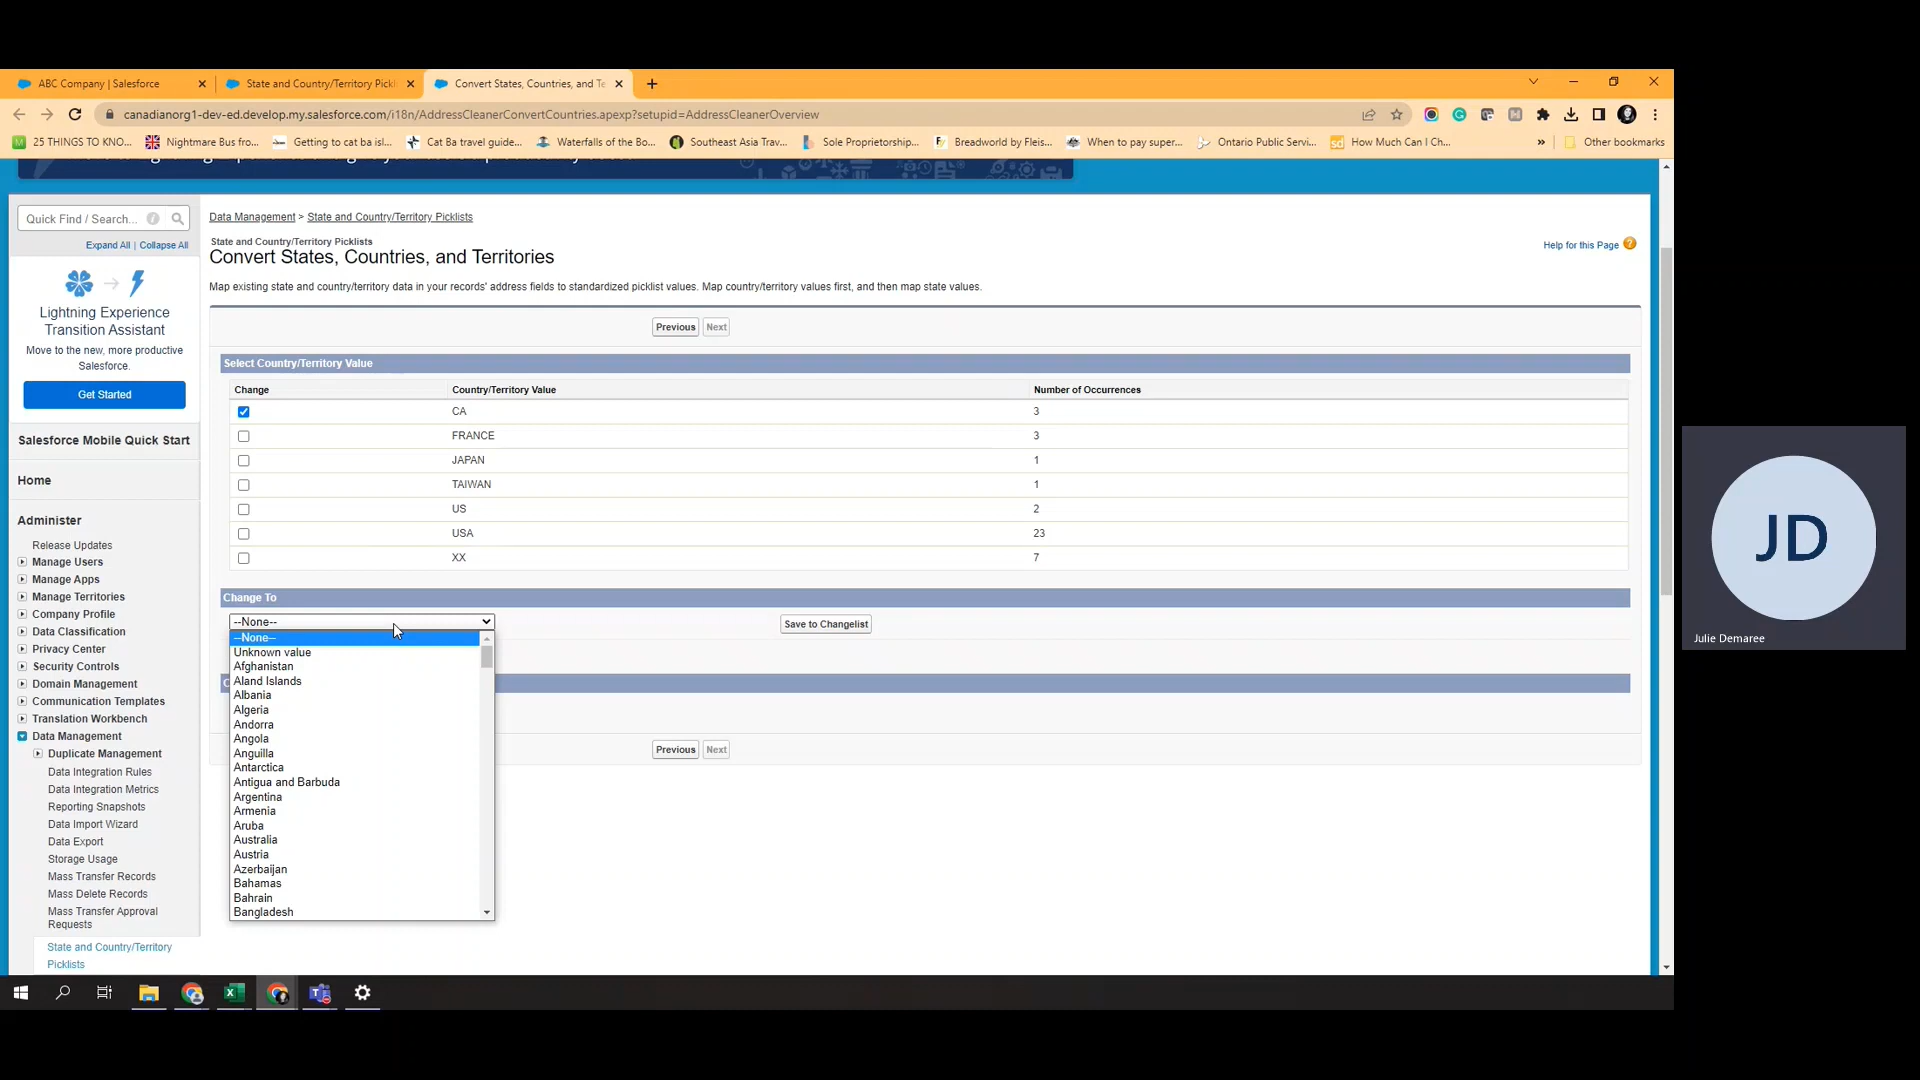 ABC Company | Salesforce
State and Country/Territory Pickl
Convert States, Countries, and Te
canadianorg1-dev-ed.develop.my.salesforce.com/i18n/AddressCleanerConvertCountries.apexp?setupid=AddressCleanerOverview
25 THINGS TO KNO...
Nightmare Bus fro...
Getting to cat ba isl...
Cat Ba travel guide...
Waterfalls of the Bo...
Southeast Asia Trav...
Sole Proprietorship...
Breadworld by Fleis...
When to pay super...
Ontario Public Servi...
How Much Can I Ch...
»
Other bookmarks
Quick Find / Search...
Expand All | Collapse All
Lightning Experience
Transition Assistant
Move to the new, more productive
Salesforce.
Get Started
Salesforce Mobile Quick Start
Home
Administer
Release Updates
Manage Users
Manage Apps
Manage Territories
Company Profile
Data Classification
Privacy Center
Security Controls
Domain Management
Communication Templates
Translation Workbench
Data Management
Duplicate Management
Data Integration Rules
Data Integration Metrics
Reporting Snapshots
Data Import Wizard
Data Export
Storage Usage
Mass Transfer Records
Mass Delete Records
Mass Transfer Approval
Requests
State and Country/Territory
Picklists
Data Management > State and Country/Territory Picklists
State and Country/Territory Picklists
Convert States, Countries, and Territories
Help for this Page ?
Map existing state and country/territory data in your records' address fields to standardized picklist values. Map country/territory values first, and then map state values.
Previous Next
Select Country/Territory Value
Change Country/Territory Value Number of Occurrences
CA 3
FRANCE 3
JAPAN 1
TAIWAN 1
US 2
USA 23
XX 7
Change To
--None--
Save to Changelist
--None--
Unknown value
Afghanistan
Aland Islands
Albania
Algeria
Andorra
Angola
Anguilla
Antarctica
Antigua and Barbuda
Argentina
Armenia
Aruba
Australia
Austria
Azerbaijan
Bahamas
Bahrain
Bangladesh
Previous Next
JD
Julie Demaree